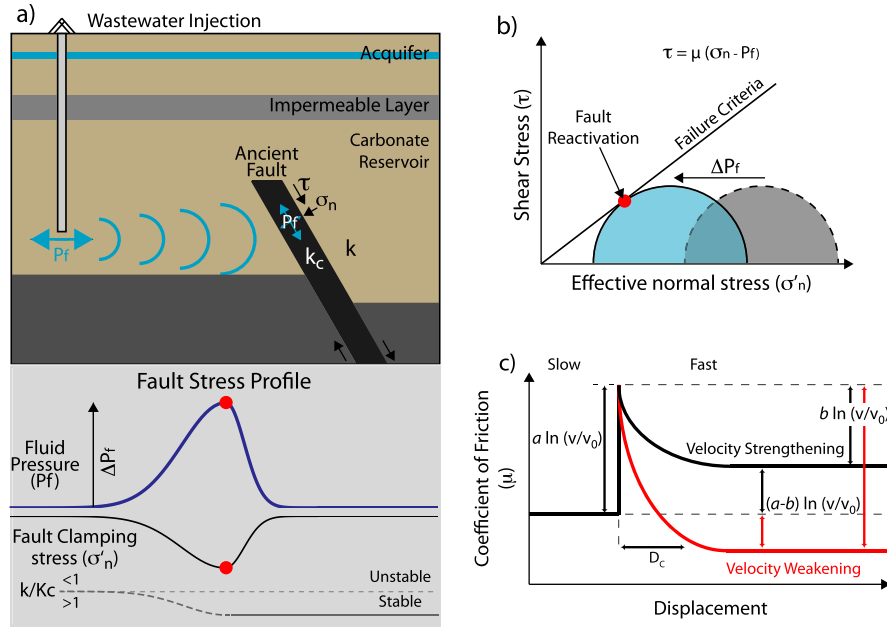 a)
Wastewater Injection
Acquifer
Impermeable Layer
Carbonate
Reservoir
Ancient
Fault
τ
σn
Pf
Pf
kc
k
Fault Stress Profile
Fluid
Pressure
(Pf)
ΔPf
Fault Clamping
stress (σ'n)
k/Kc
<1
>1
Unstable
Stable
b)
τ = μ (σn - Pf)
Shear Stress (τ)
Fault
Reactivation
Failure Criteria
ΔPf
Effective normal stress (σ'n)
c)
Slow
Fast
Coefficient of Friction
(μ)
a ln (v/v0)
b ln (v/v0)
Velocity Strengthening
(a-b) ln (v/v0)
Dc
Velocity Weakening
Displacement